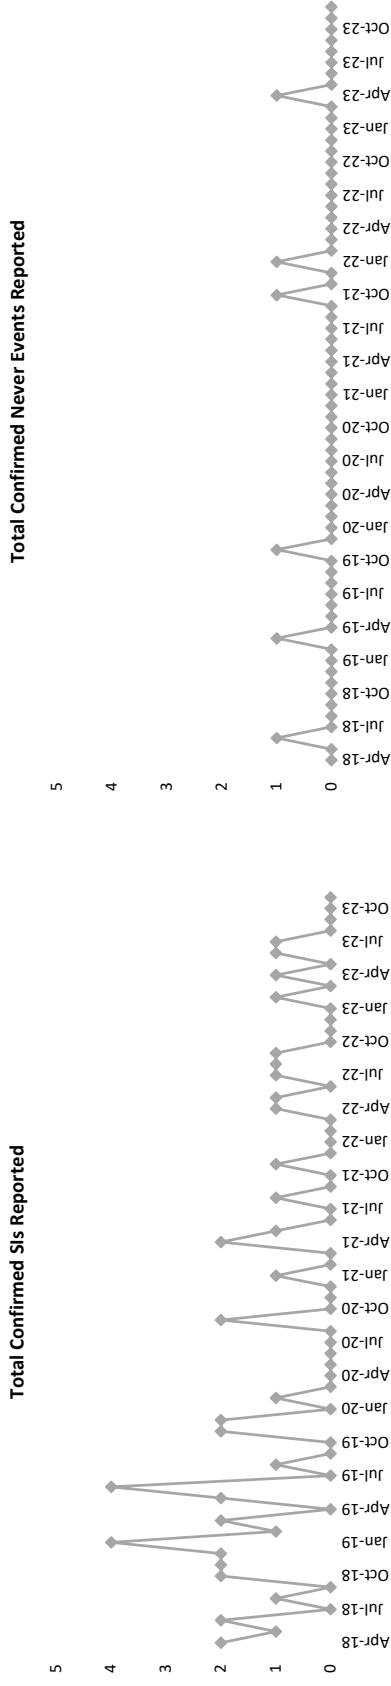 Total Confirmed SIs Reported
5
4
3
2
1
0
Apr-18
Jul-18
Oct-18
Jan-19
Apr-19
Jul-19
Oct-19
Jan-20
Apr-20
Jul-20
Oct-20
Jan-21
Apr-21
Jul-21
Oct-21
Jan-22
Apr-22
Jul-22
Oct-22
Jan-23
Apr-23
Jul-23
Oct-23
Total Confirmed Never Events Reported
5
4
3
2
1
0
Apr-18
Jul-18
Oct-18
Jan-19
Apr-19
Jul-19
Oct-19
Jan-20
Apr-20
Jul-20
Oct-20
Jan-21
Apr-21
Jul-21
Oct-21
Jan-22
Apr-22
Jul-22
Oct-22
Jan-23
Apr-23
Jul-23
Oct-23